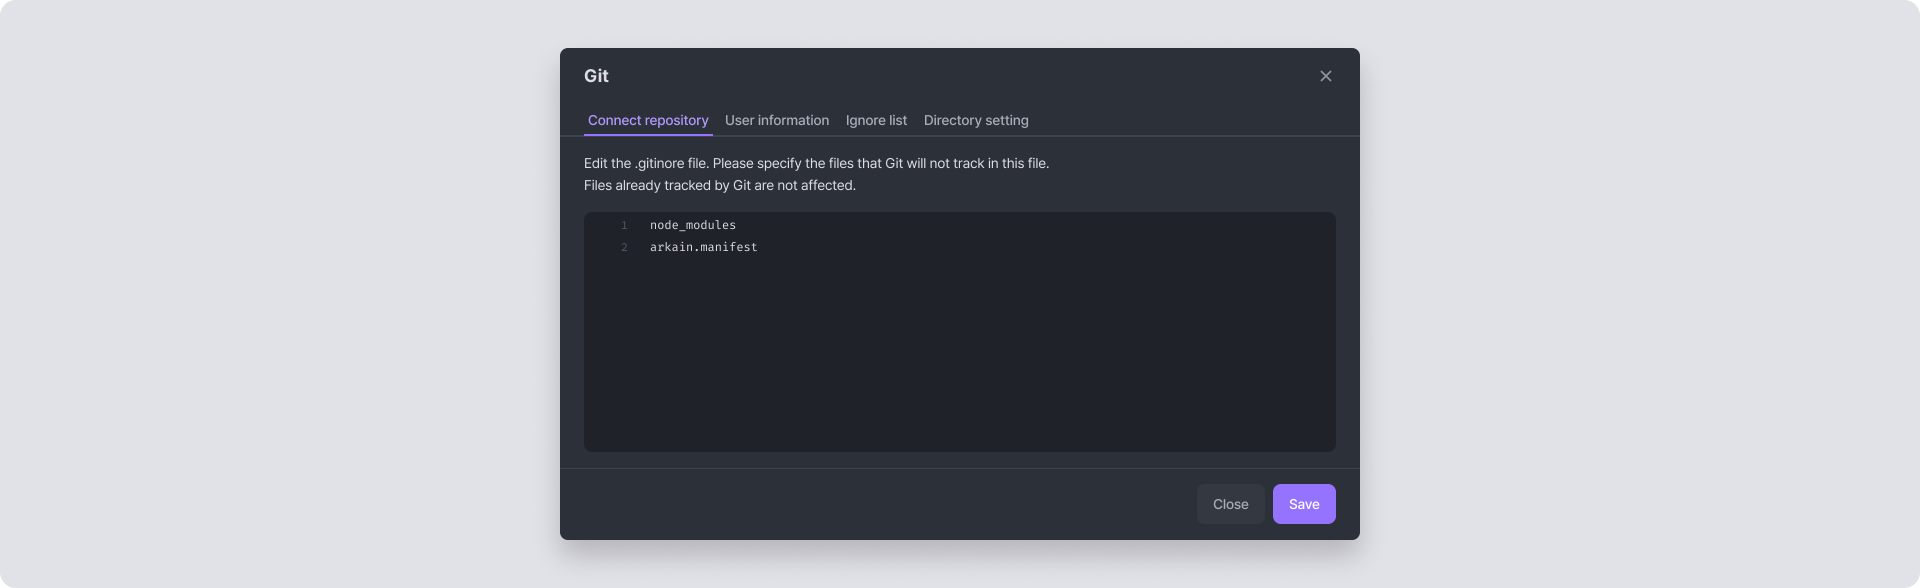 Git
Connect repository User information Ignore list Directory setting
Edit the .gitinore file. Please specify the files that Git will not track in this file.
Files already tracked by Git are not affected.
1 node_modules
2 arkain.manifest
Close Save